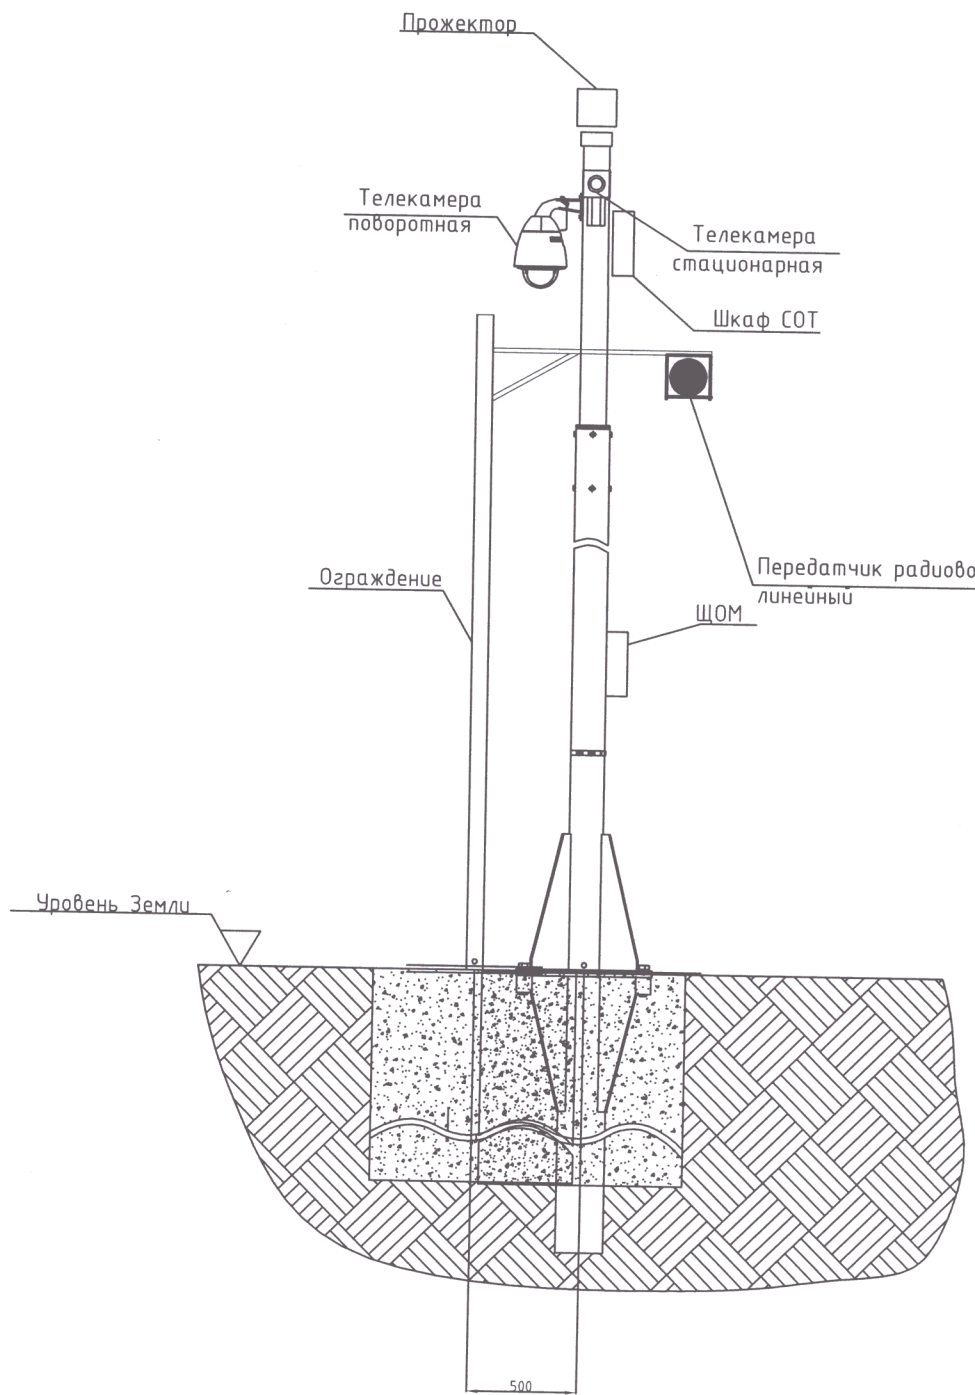 Прожектор
Телекамера
поворотная
Телекамера
стационарная
Шкаф СОТ
Передатчик радиово
линейный
Ограждение
ЩОМ
Уровень Земли
500